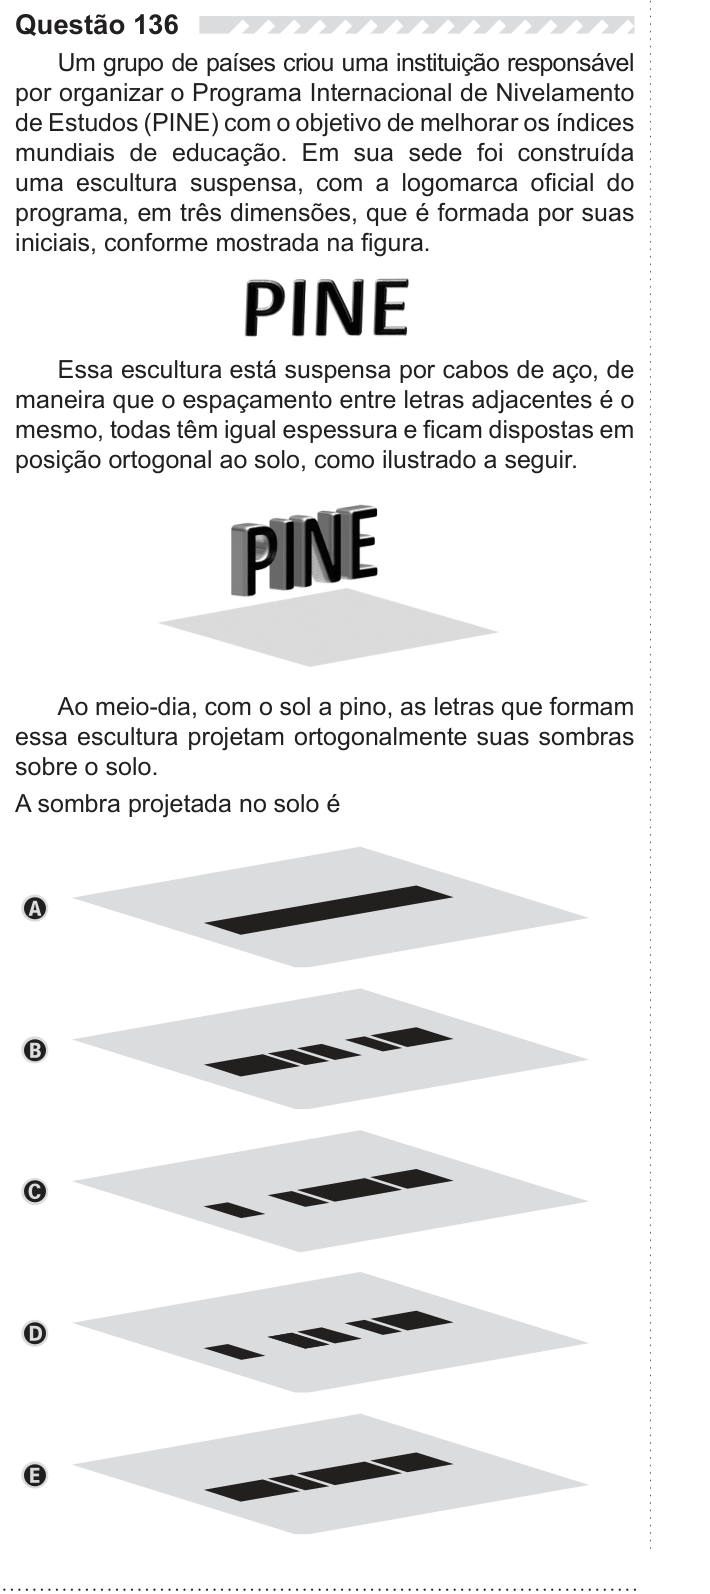 Questão 136
Um grupo de países criou uma instituição responsável
por organizar o Programa Internacional de Nivelamento
de Estudos (PINE) com o objetivo de melhorar os índices
mundiais de educação. Em sua sede foi construída
uma escultura suspensa, com a logomarca oficial do
programa, em três dimensões, que é formada por suas
iniciais, conforme mostrada na figura.
PINE
Essa escultura está suspensa por cabos de aço, de
maneira que o espaçamento entre letras adjacentes é o
mesmo, todas têm igual espessura e ficam dispostas em
posição ortogonal ao solo, como ilustrado a seguir.
PINE
Ao meio-dia, com o sol a pino, as letras que formam
essa escultura projetam ortogonalmente suas sombras
sobre o solo.
A sombra projetada no solo é
A
B
C
D
E